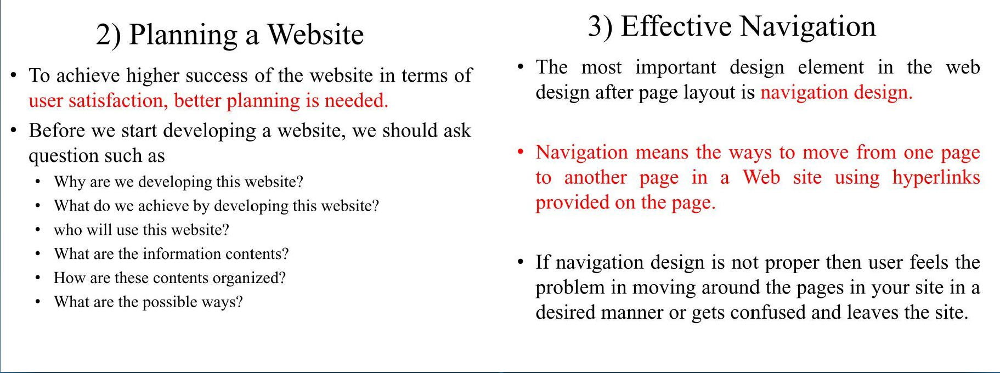 2) Planning a Website
• To achieve higher success of the website in terms of
user satisfaction, better planning is needed.
• Before we start developing a website, we should ask
question such as
• Why are we developing this website?
• What do we achieve by developing this website?
• who will use this website?
• What are the information contents?
• How are these contents organized?
• What are the possible ways?
3) Effective Navigation
• The most important design element in the web
design after page layout is navigation design.
• Navigation means the ways to move from one page
to another page in a Web site using hyperlinks
provided on the page.
• If navigation design is not proper then user feels the
problem in moving around the pages in your site in a
desired manner or gets confused and leaves the site.